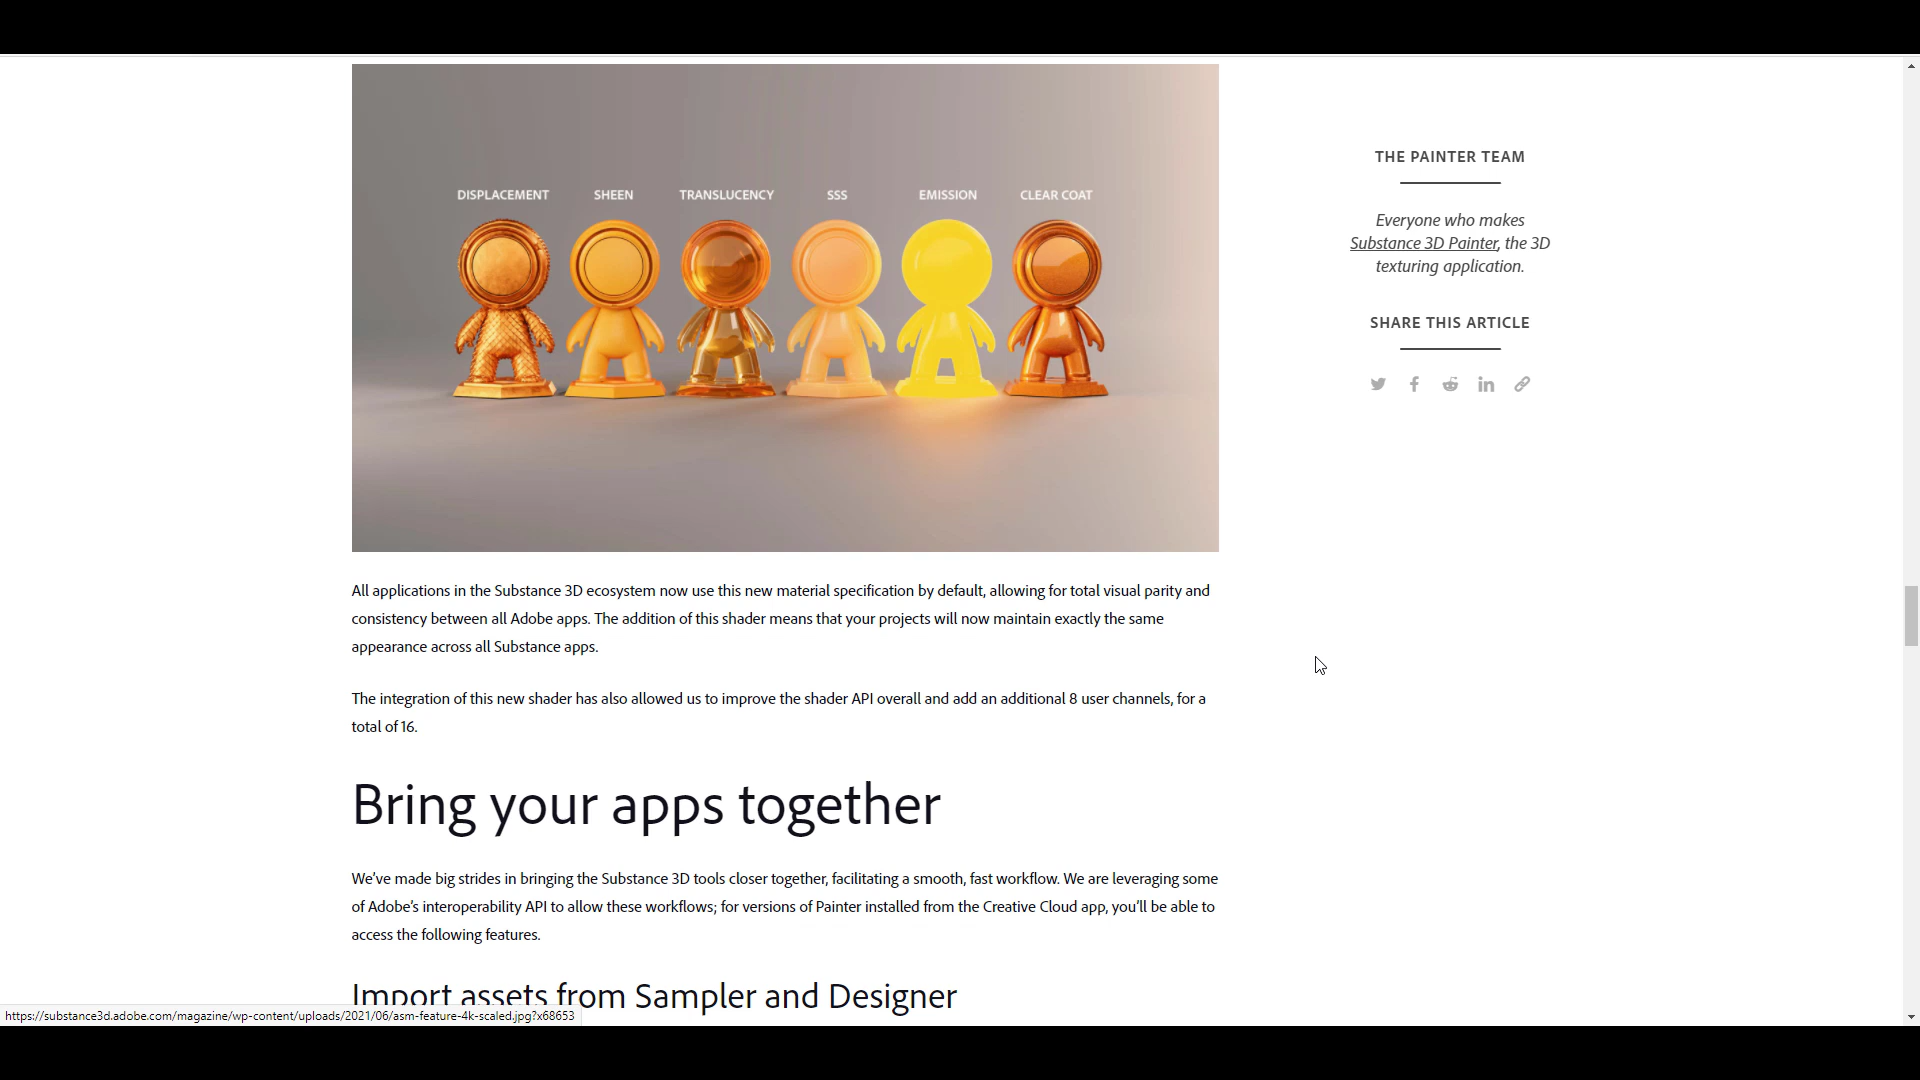 DISPLACEMENT SHEEN TRANSLUCENCY SSS EMISSION CLEAR COAT
All applications in the Substance 3D ecosystem now use this new material specification by default, allowing for total visual parity and
consistency between all Adobe apps. The addition of this shader means that your projects will now maintain exactly the same
appearance across all Substance apps.
The integration of this new shader has also allowed us to improve the shader API overall and add an additional 8 user channels, for a
total of 16.
Bring your apps together
We’ve made big strides in bringing the Substance 3D tools closer together, facilitating a smooth, fast workflow. We are leveraging some
of Adobe’s interoperability API to allow these workflows; for versions of Painter installed from the Creative Cloud app, you’ll be able to
access the following features.
Import assets from Sampler and Designer
THE PAINTER TEAM
Everyone who makes
Substance 3D Painter, the 3D
texturing application.
SHARE THIS ARTICLE
https://substance3d.adobe.com/magazine/wp-content/uploads/2021/06/asm-feature-4k-scaled.jpg?x68653